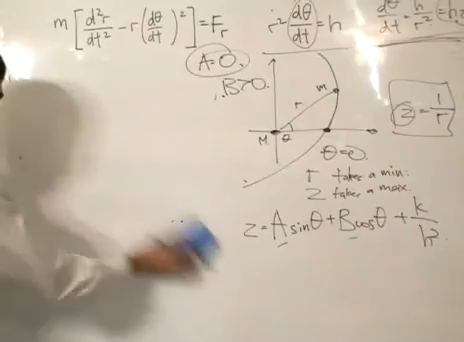 m[d²r/dt² - r(dθ/dt)²] = Fr
r² dθ/dt = h
dθ/dt = h/r² = h z
A=0,
B>0.
m
r
M
θ
z = 1/r
θ=0.
r takes a min:
z takes a max.
z = A sinθ + B cosθ + k/h²